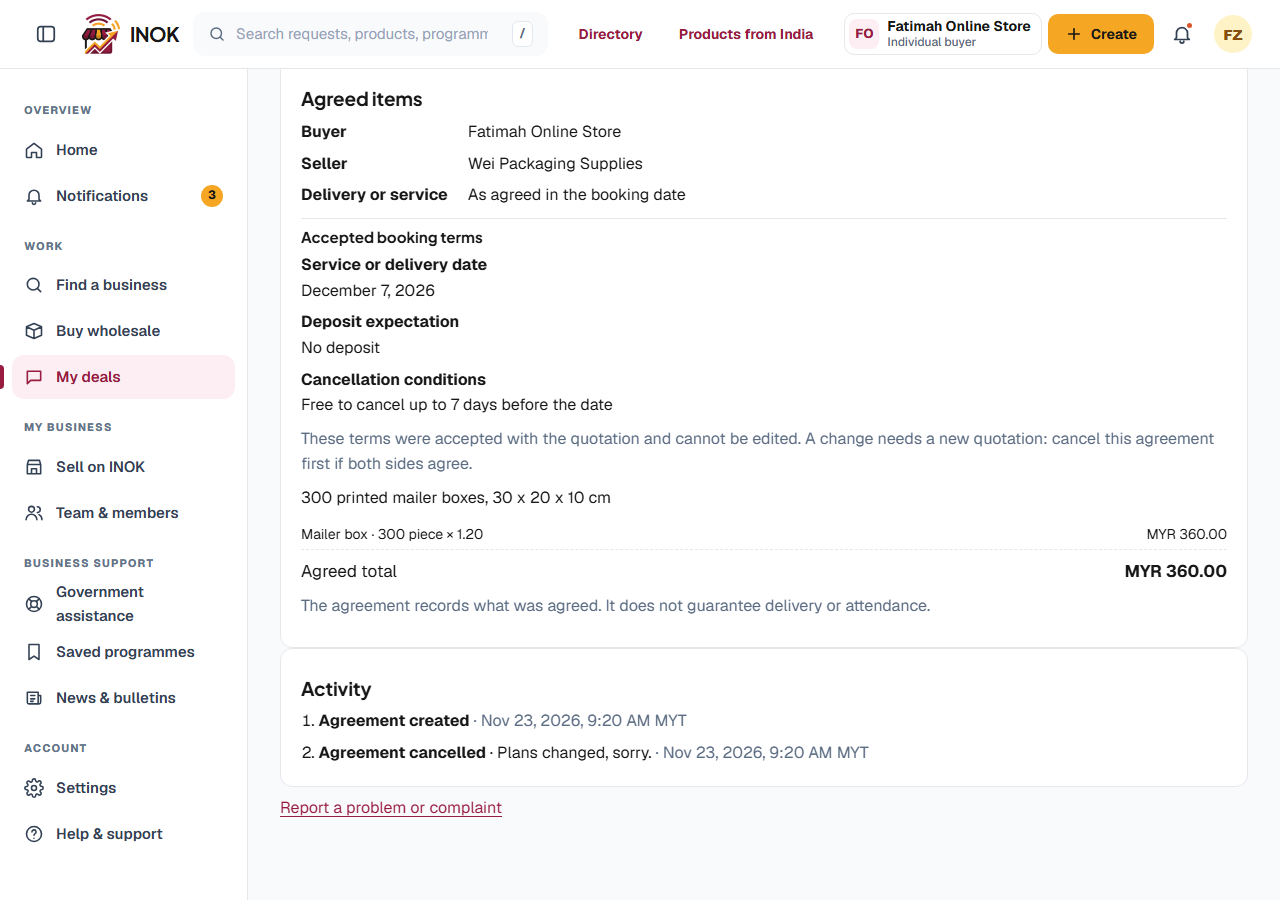 INOK
Search requests, products, programm
/
Directory
Products from India
FO
Fatimah Online Store
Individual buyer
Create
FZ
OVERVIEW
Home
Notifications
3
WORK
Find a business
Buy wholesale
My deals
MY BUSINESS
Sell on INOK
Team & members
BUSINESS SUPPORT
Government
assistance
Saved programmes
News & bulletins
ACCOUNT
Settings
Help & support
Agreed items
Buyer Fatimah Online Store
Seller Wei Packaging Supplies
Delivery or service As agreed in the booking date
Accepted booking terms
Service or delivery date
December 7, 2026
Deposit expectation
No deposit
Cancellation conditions
Free to cancel up to 7 days before the date
These terms were accepted with the quotation and cannot be edited. A change needs a new quotation: cancel this agreement
first if both sides agree.
300 printed mailer boxes, 30 x 20 x 10 cm
Mailer box · 300 piece × 1.20 MYR 360.00
Agreed total MYR 360.00
The agreement records what was agreed. It does not guarantee delivery or attendance.
Activity
1. Agreement created · Nov 23, 2026, 9:20 AM MYT
2. Agreement cancelled · Plans changed, sorry. · Nov 23, 2026, 9:20 AM MYT
Report a problem or complaint